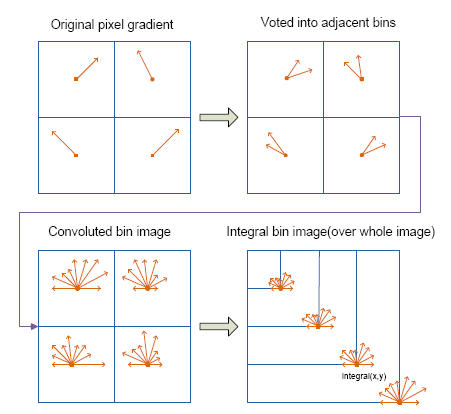 Original pixel gradient
Voted into adjacent bins
Convoluted bin image
Integral bin image(over whole image)
Integral(x,y)